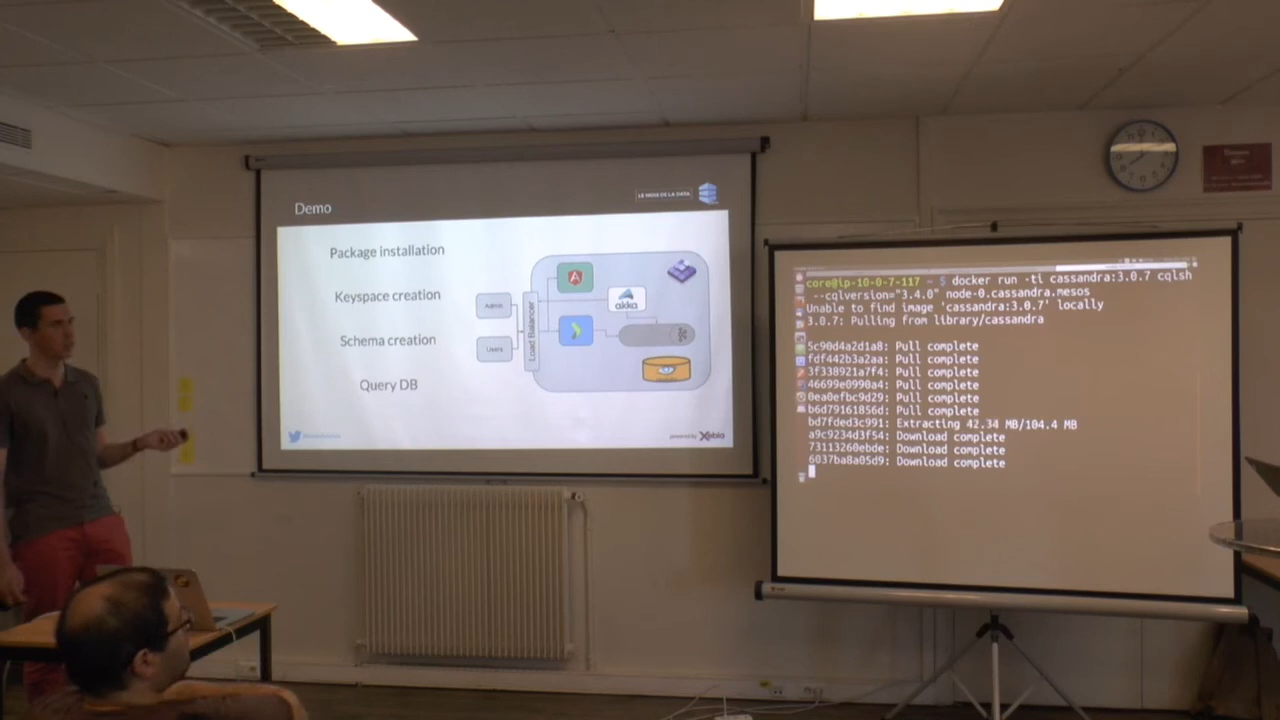 Demo
LE MOIS DE LA DATA
Package installation
Keyspace creation
Schema creation
Query DB
Admin
Users
Load Balancer
akka
powered by Xebia
core@ip-10-0-7-117 ~ $ docker run -ti cassandra:3.0.7 cqlsh
--cqlversion="3.4.0" node-0.cassandra.mesos
Unable to find image 'cassandra:3.0.7' locally
3.0.7: Pulling from library/cassandra
5c90d4a2d1a8: Pull complete
fdf442b3a2aa: Pull complete
3f338921a7f4: Pull complete
46699e0990a4: Pull complete
0ea0efbc9d29: Pull complete
b6d79161856d: Pull complete
bd7fded3c991: Extracting 42.34 MB/104.4 MB
a9c9234d3f54: Download complete
73113260ebde: Download complete
6037ba8a05d9: Download complete